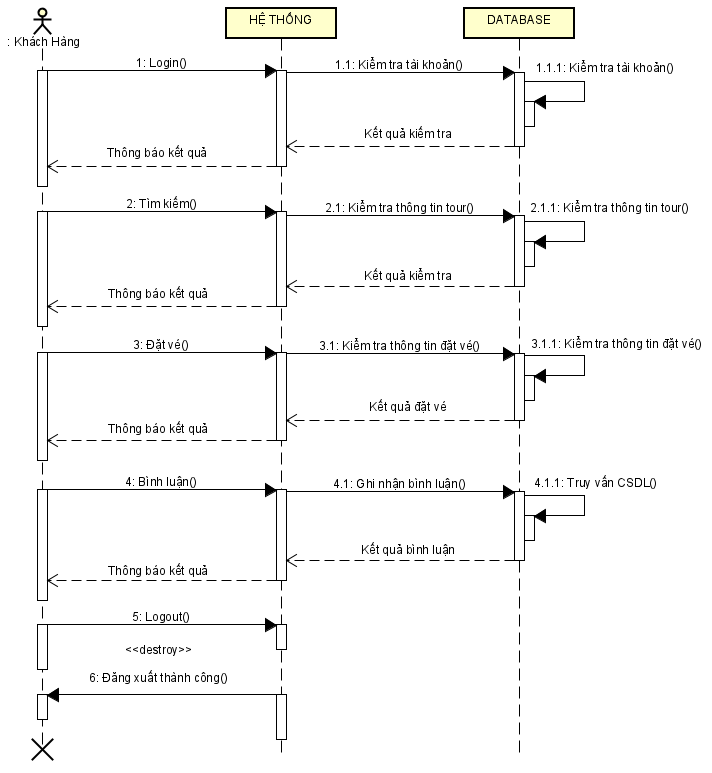 HỆ THỐNG
DATABASE
: Khách Hàng
1: Login()
1.1: Kiểm tra tài khoản()
1.1.1: Kiểm tra tài khoản()
Kết quả kiểm tra
Thông báo kết quả
2: Tìm kiếm()
2.1: Kiểm tra thông tin tour()
2.1.1: Kiểm tra thông tin tour()
Kết quả kiểm tra
Thông báo kết quả
3: Đặt vé()
3.1: Kiểm tra thông tin đặt vé()
3.1.1: Kiểm tra thông tin đặt vé()
Kết quả đặt vé
Thông báo kết quả
4: Bình luận()
4.1: Ghi nhận bình luận()
4.1.1: Truy vấn CSDL()
Kết quả bình luận
Thông báo kết quả
5: Logout()
<<destroy>>
6: Đăng xuất thành công()